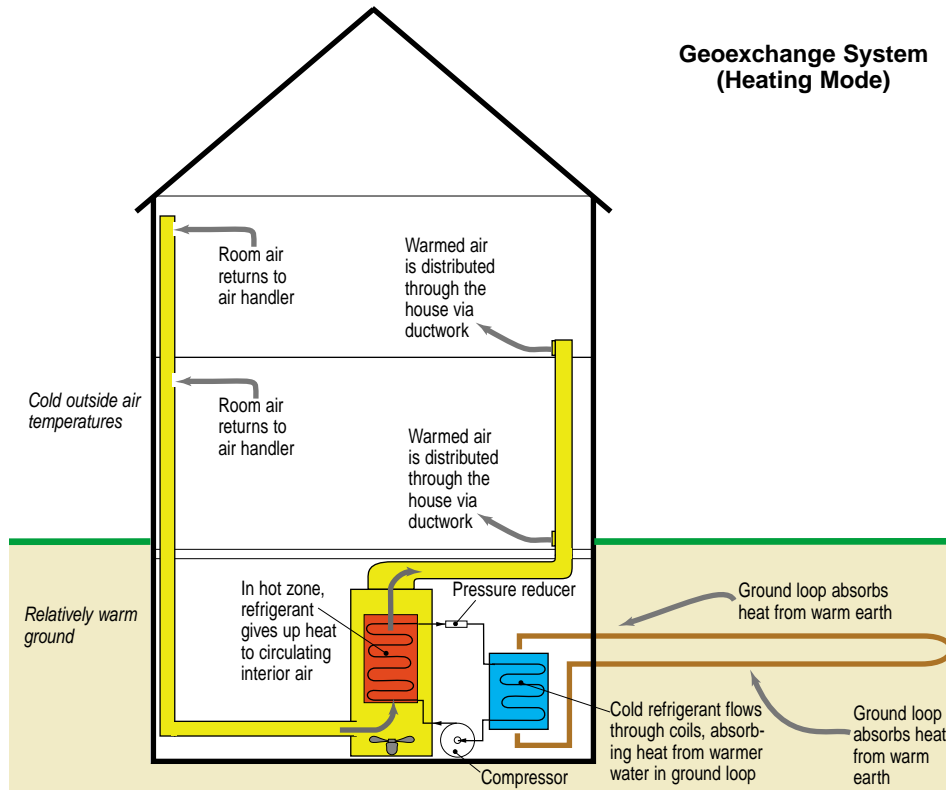 Geoexchange System
(Heating Mode)
Room air
returns to
air handler
Warmed air
is distributed
through the
house via
ductwork
Cold outside air
temperatures
Room air
returns to
air handler
Warmed air
is distributed
through the
house via
ductwork
Relatively warm
ground
In hot zone,
refrigerant
gives up heat
to circulating
interior air
Pressure reducer
Ground loop absorbs
heat from warm earth
Cold refrigerant flows
through coils, absorb-
ing heat from warmer
water in ground loop
Ground loop
absorbs heat
from warm
earth
Compressor